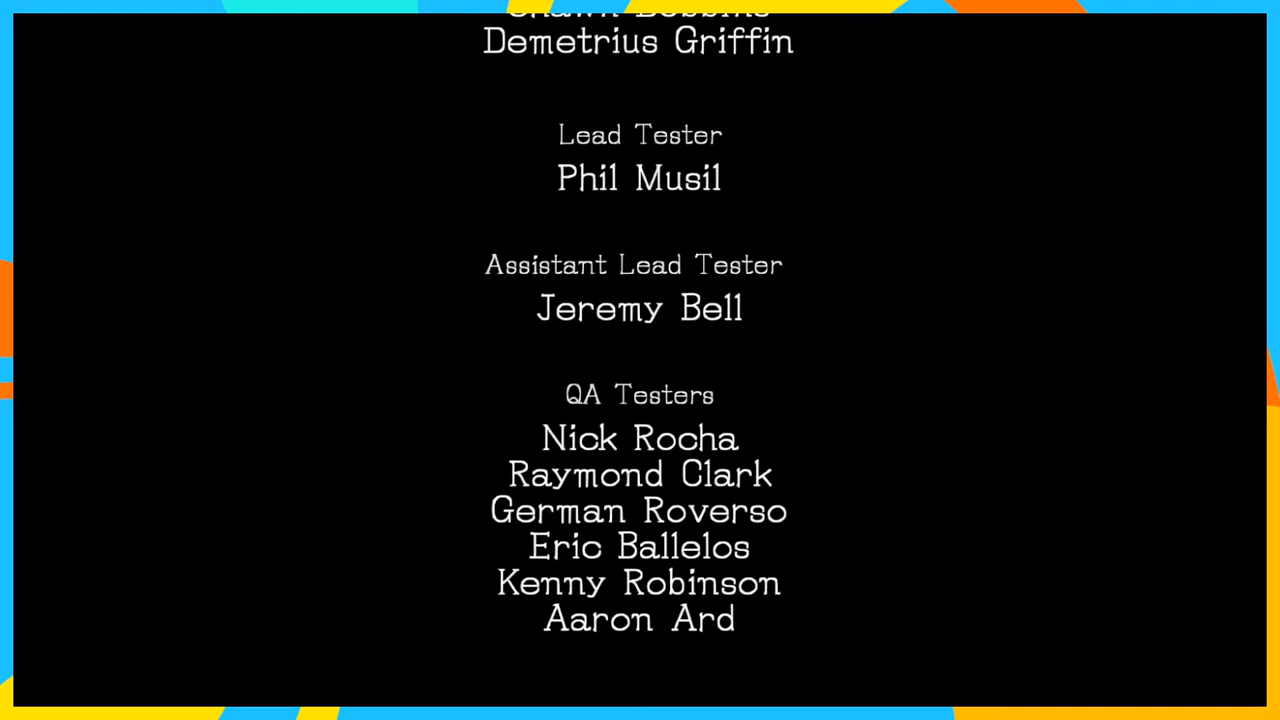 Demetrius Griffin
Lead Tester
Phil Musil
Assistant Lead Tester
Jeremy Bell
QA Testers
Nick Rocha
Raymond Clark
German Roverso
Eric Ballelos
Kenny Robinson
Aaron Ard